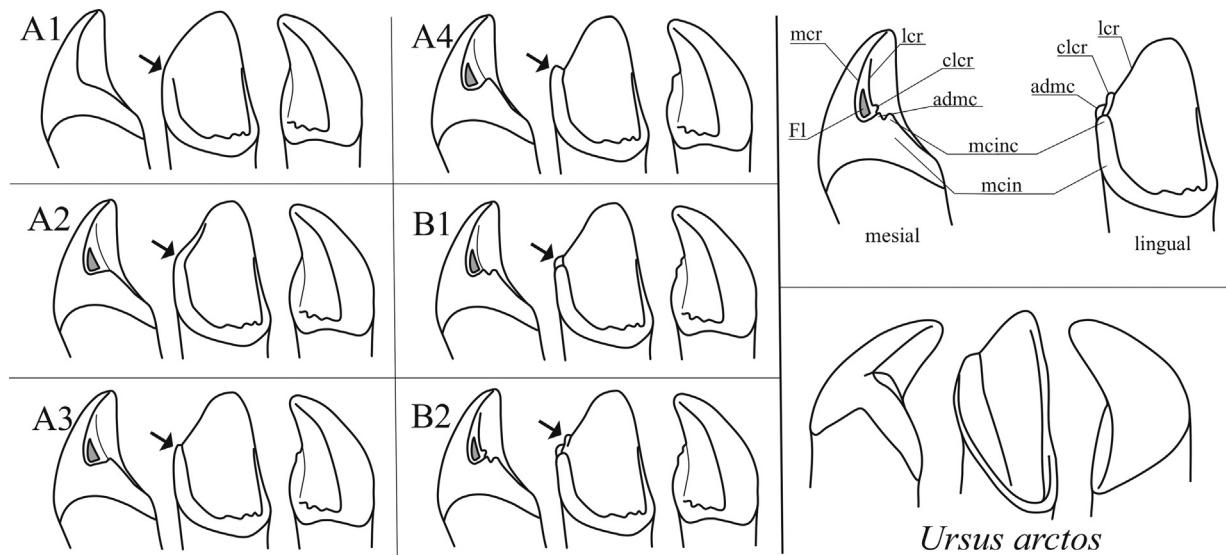 A1
A2
A3
A4
B1
B2
mcr
lcr
clcr
admc
Fl
mcinc
mcin
mesial
lcr
clcr
admc
lingual
Ursus arctos